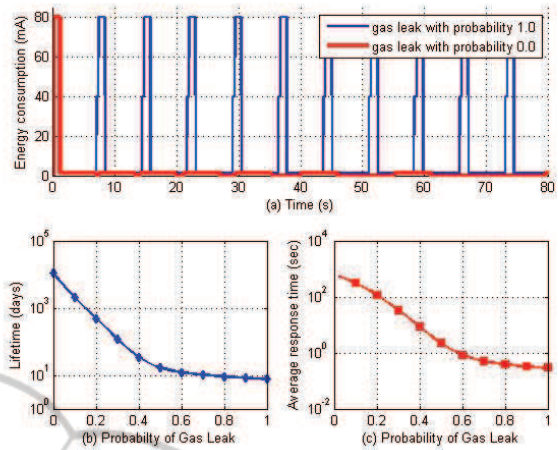 Energy consumption (mA)
80
60
40
20
0
gas leak with probability 1.0
gas leak with probability 0.0
10 20 30 40 50 60 70 80
(a) Time (s)
Lifetime (days)
10^5
10^3
10^1
10^0
0 0.2 0.4 0.6 0.8 1
(b) Probabilty of Gas Leak
Average response time (sec)
10^4
10^2
10^0
10^-2
0 0.2 0.4 0.6 0.8 1
(c) Probability of Gas Leak